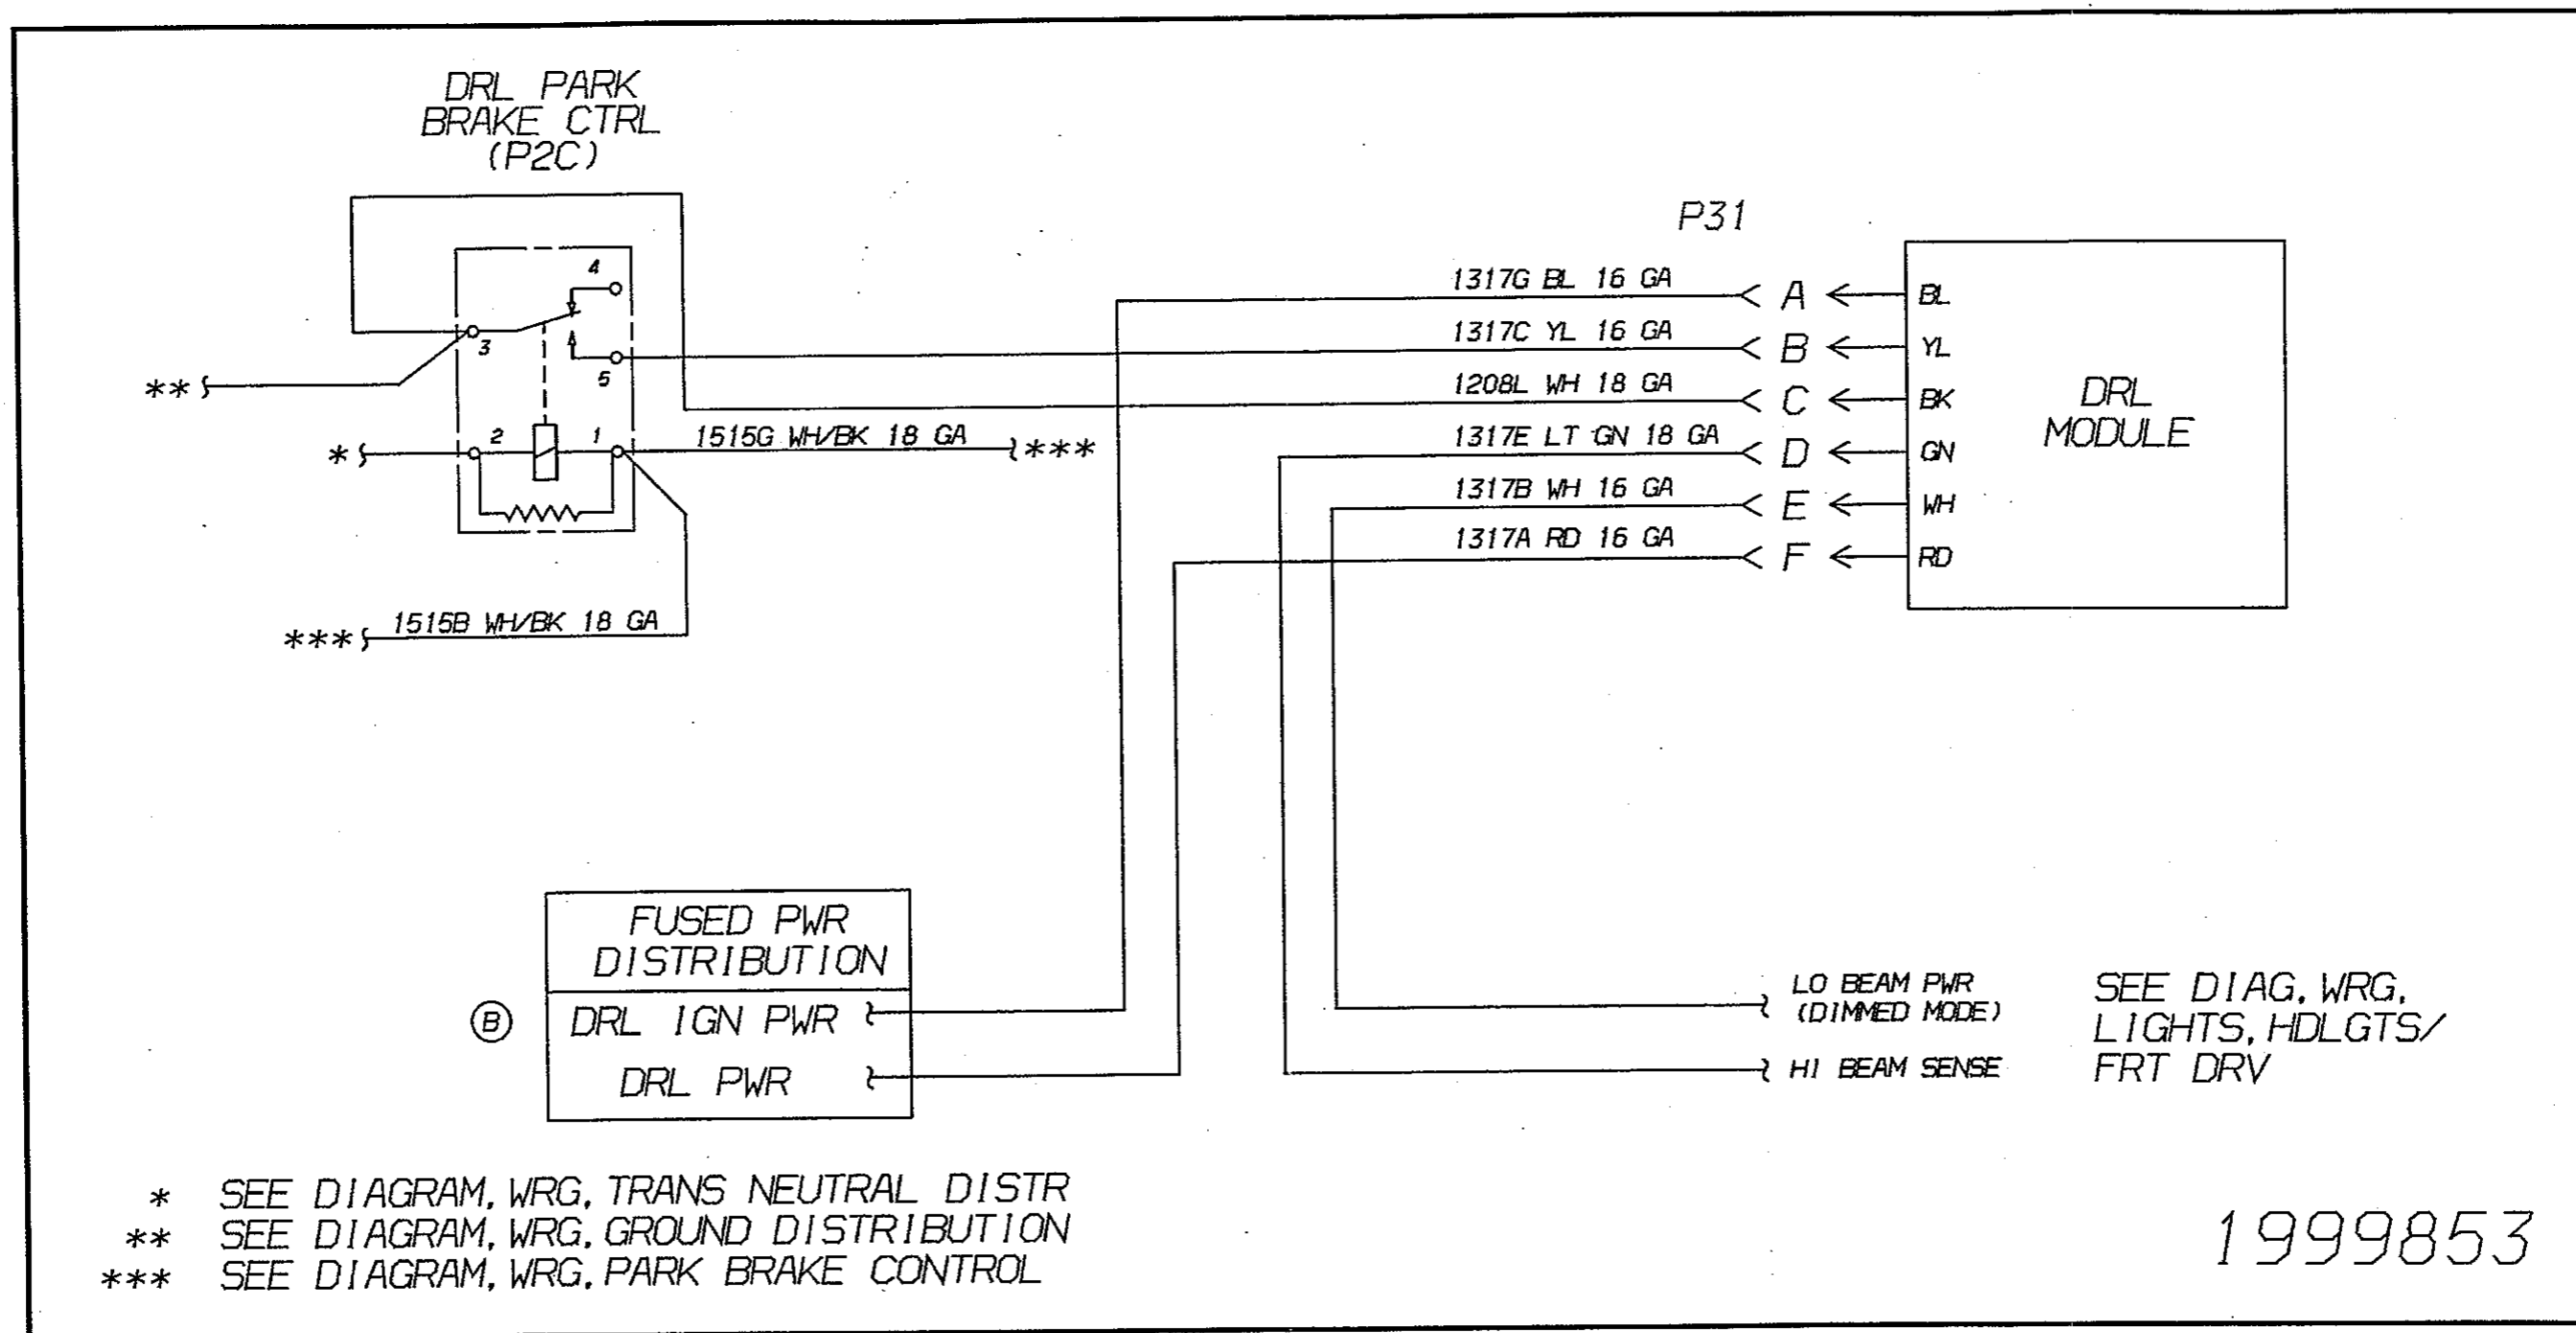 DRL PARK
BRAKE CTRL
(P2C)
P31
4
3
5
2
1
**
*
1515G WH/BK 18 GA
***
***
1515B WH/BK 18 GA
1317G BL 16 GA
A
BL
1317C YL 16 GA
B
YL
1208L WH 18 GA
C
BK
1317E LT GN 18 GA
D
GN
1317B WH 16 GA
E
WH
1317A RD 16 GA
F
RD
DRL
MODULE
FUSED PWR
DISTRIBUTION
B
DRL IGN PWR
DRL PWR
LO BEAM PWR
(DIMMED MODE)
HI BEAM SENSE
SEE DIAG, WRG,
LIGHTS, HDLGTS/
FRT DRV
* SEE DIAGRAM, WRG, TRANS NEUTRAL DISTR
** SEE DIAGRAM, WRG, GROUND DISTRIBUTION
*** SEE DIAGRAM, WRG, PARK BRAKE CONTROL
1999853